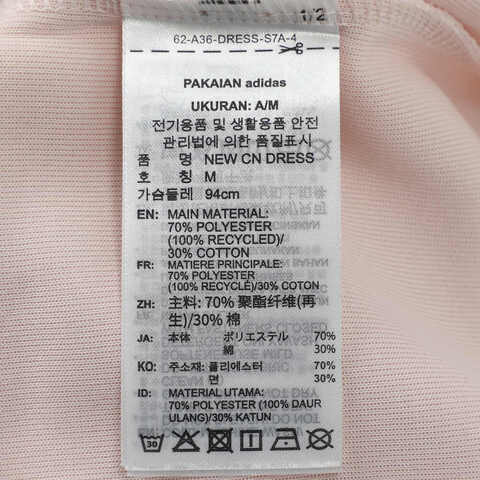 1/2
62-A36-DRESS-S7A-4
PAKAIAN adidas
UKURAN: A/M
전기용품 및 생활용품 안전
관리법에 의한 품질표시
품 명 NEW CN DRESS
호 칭 M
가슴둘레 94cm
EN: MAIN MATERIAL:
70% POLYESTER
(100% RECYCLED)/
30% COTTON
FR: MATIERE PRINCIPALE:
70% POLYESTER
(100% RECYCLÉ)/30% COTON
ZH: 主料: 70% 聚酯纤维(再
生)/30% 棉
JA: 本体 ポリエステル 70%
綿 30%
KO: 주소재: 폴리에스터 70%
면 30%
ID: MATERIAL UTAMA:
70% POLYESTER (100% DAUR
ULANG)/30% KATUN
30